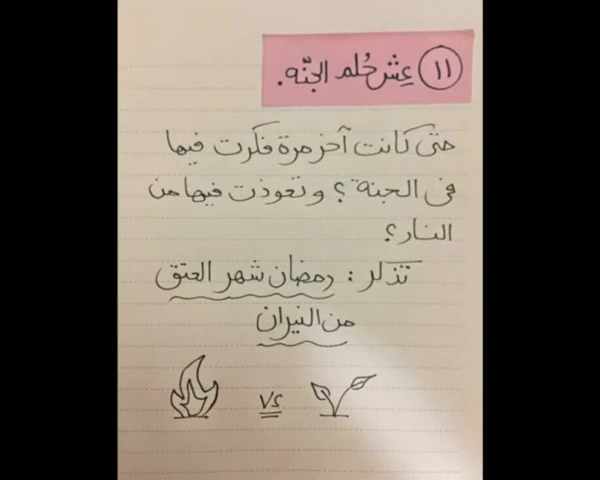 ١١ عِش حُلم الجنّه.
متى كانت آخر مرة فكرت فيها
في الجنة؟ وتعوذت فيها من
النار؟
تذكر: رمضان شهر العتق
من النيران
vs